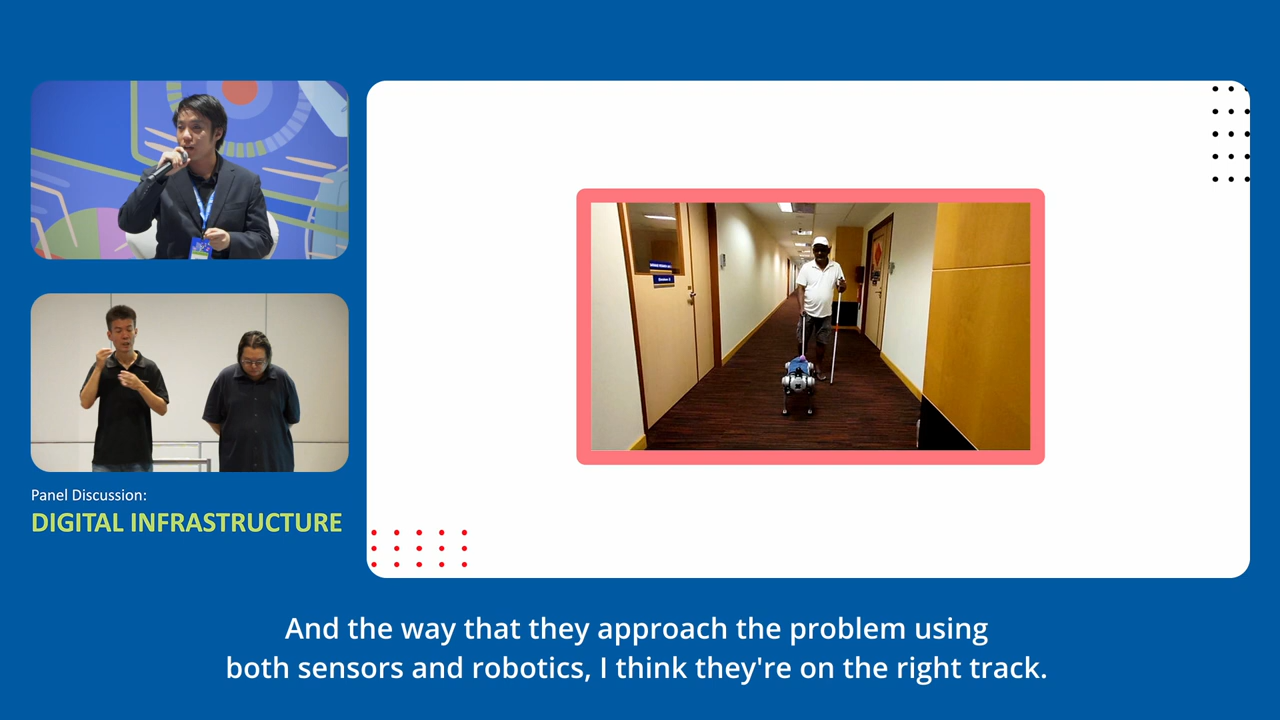 Panel Discussion:
DIGITAL INFRASTRUCTURE
And the way that they approach the problem using
both sensors and robotics, I think they're on the right track.